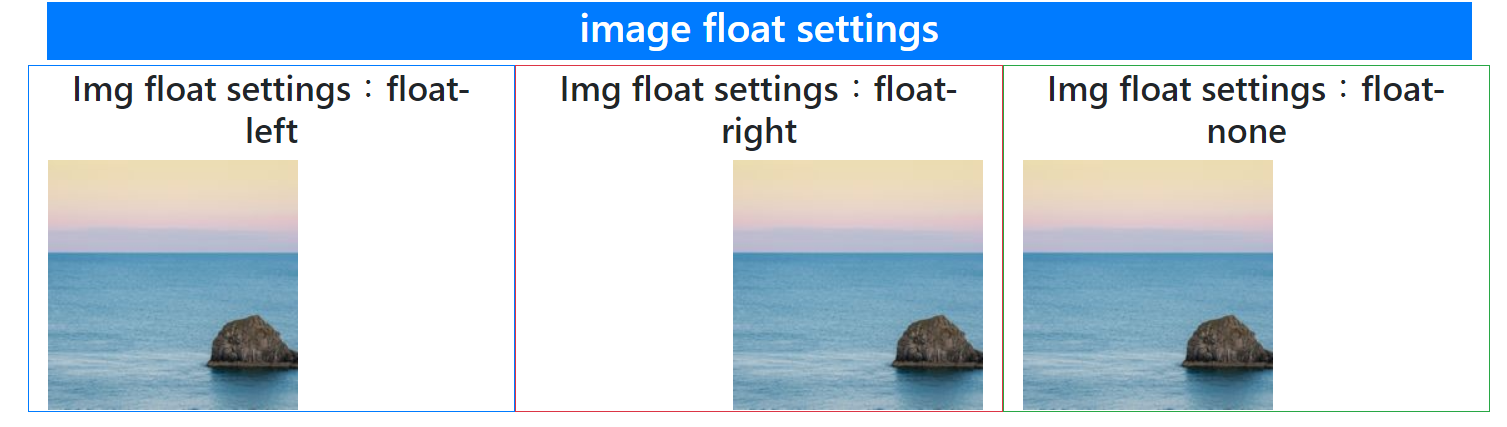 image float settings
Img float settings：float-
left
Img float settings：float-
right
Img float settings：float-
none